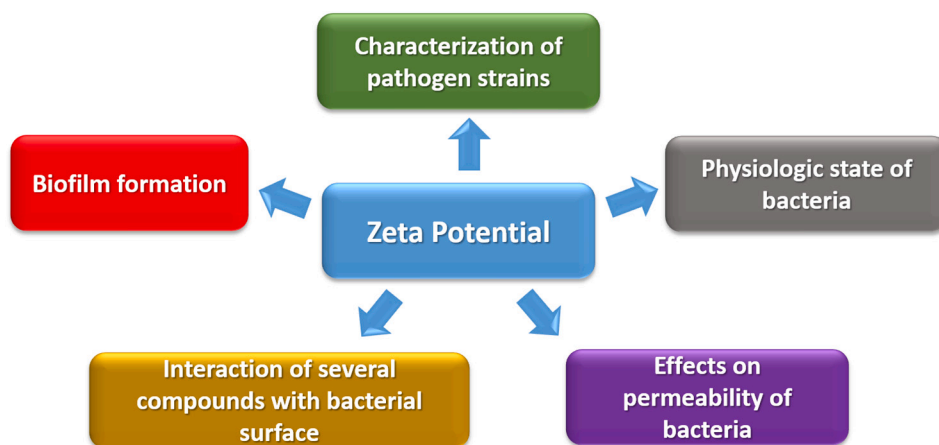 Characterization of
pathogen strains
Biofilm formation
Physiologic state of
bacteria
Zeta Potential
Interaction of several
compounds with bacterial
surface
Effects on
permeability of
bacteria